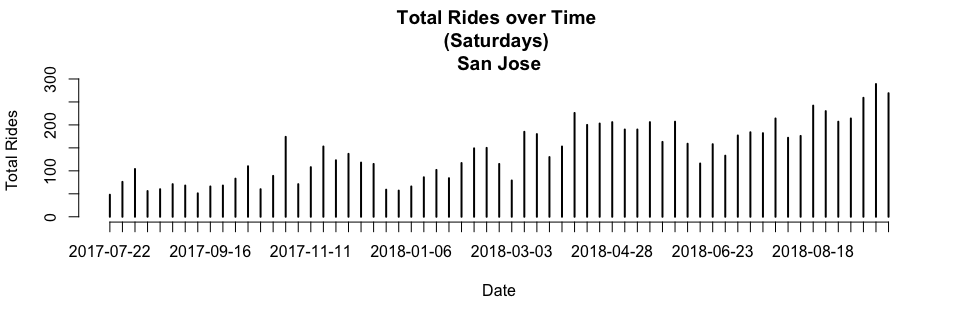 Total Rides over Time
(Saturdays)
San Jose
Total Rides
300
200
100
0
2017-07-22 2017-09-16 2017-11-11 2018-01-06 2018-03-03 2018-04-28 2018-06-23 2018-08-18
Date